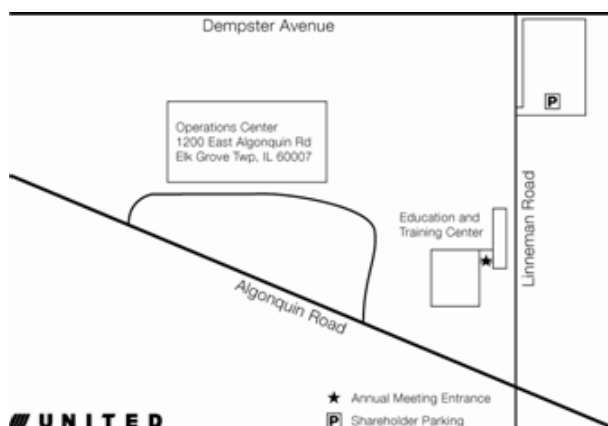 Dempster Avenue
P
Operations Center
1200 East Algonquin Rd
Elk Grove Twp, IL 60007
Linneman Road
Education and
Training Center
Algonquin Road
★ Annual Meeting Entrance
UNITED
P Shareholder Parking